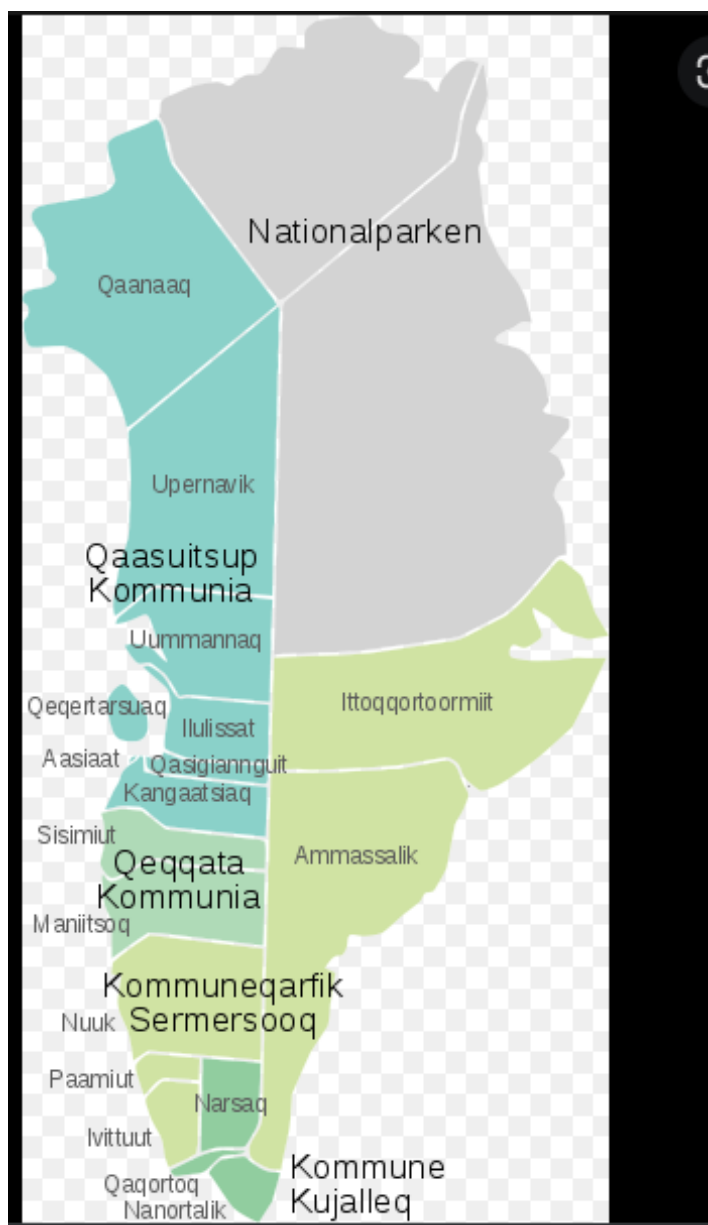 Nationalparken
Qaanaaq
Upernavik
Qaasuitsup
Kommunia
Uummannaq
Qeqertarsuaq
Ilulissat
Ittoqqortoormiit
Aasiaat
Qasigiannguit
Kangaatsiaq
Sisimiut
Qeqqata
Kommunia
Ammassalik
Maniitsoq
Kommuneqarfik
Sermersooq
Nuuk
Paamiut
Narsaq
Ivittuut
Kommune
Kujalleq
Qaqortoq
Nanortalik